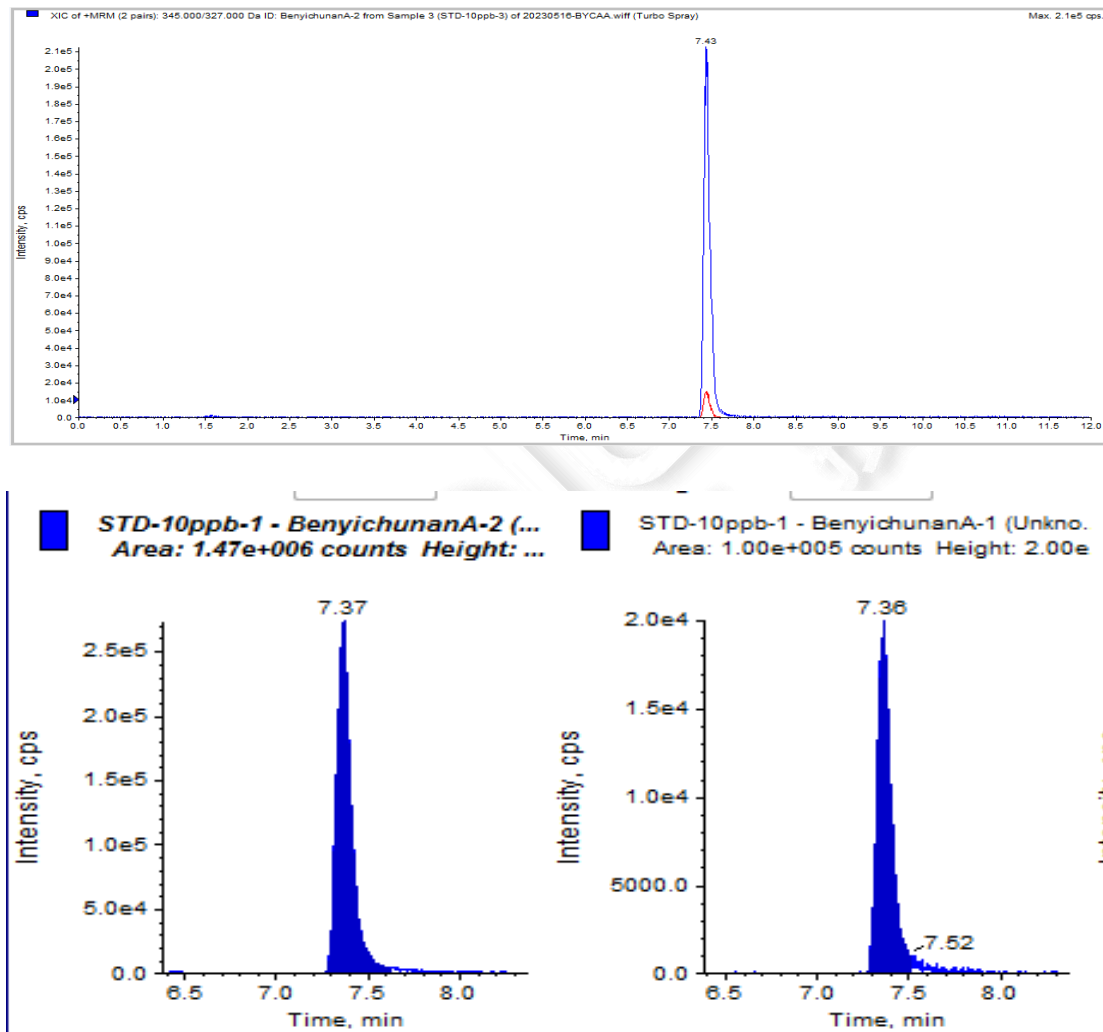 XIC of +MRM (2 pairs): 345.000/327.000 Da ID: BenyichunanA-2 from Sample 3 (STD-10ppb-3) of 20230516-BYCAA.wiff (Turbo Spray)
Max. 2.1e5 cps.
7.43
2.1e5
2.0e5
1.9e5
1.8e5
1.7e5
1.6e5
1.5e5
1.4e5
1.3e5
1.2e5
1.1e5
1.0e5
9.0e4
8.0e4
7.0e4
6.0e4
5.0e4
4.0e4
3.0e4
2.0e4
1.0e4
0.0
Intensity, cps
0.0 0.5 1.0 1.5 2.0 2.5 3.0 3.5 4.0 4.5 5.0 5.5 6.0 6.5 7.0 7.5 8.0 8.5 9.0 9.5 10.0 10.5 11.0 11.5 12.0
Time, min
STD-10ppb-1 - BenyichunanA-2 (...
Area: 1.47e+006 counts Height: ...
7.37
2.5e5
2.0e5
1.5e5
1.0e5
5.0e4
0.0
Intensity, cps
6.5 7.0 7.5 8.0
Time, min
STD-10ppb-1 - BenyichunanA-1 (Unkno.
Area: 1.00e+005 counts Height: 2.00e
7.36
2.0e4
1.5e4
1.0e4
5000.0
0.0
7.52
Intensity, cps
6.5 7.0 7.5 8.0
Time, min